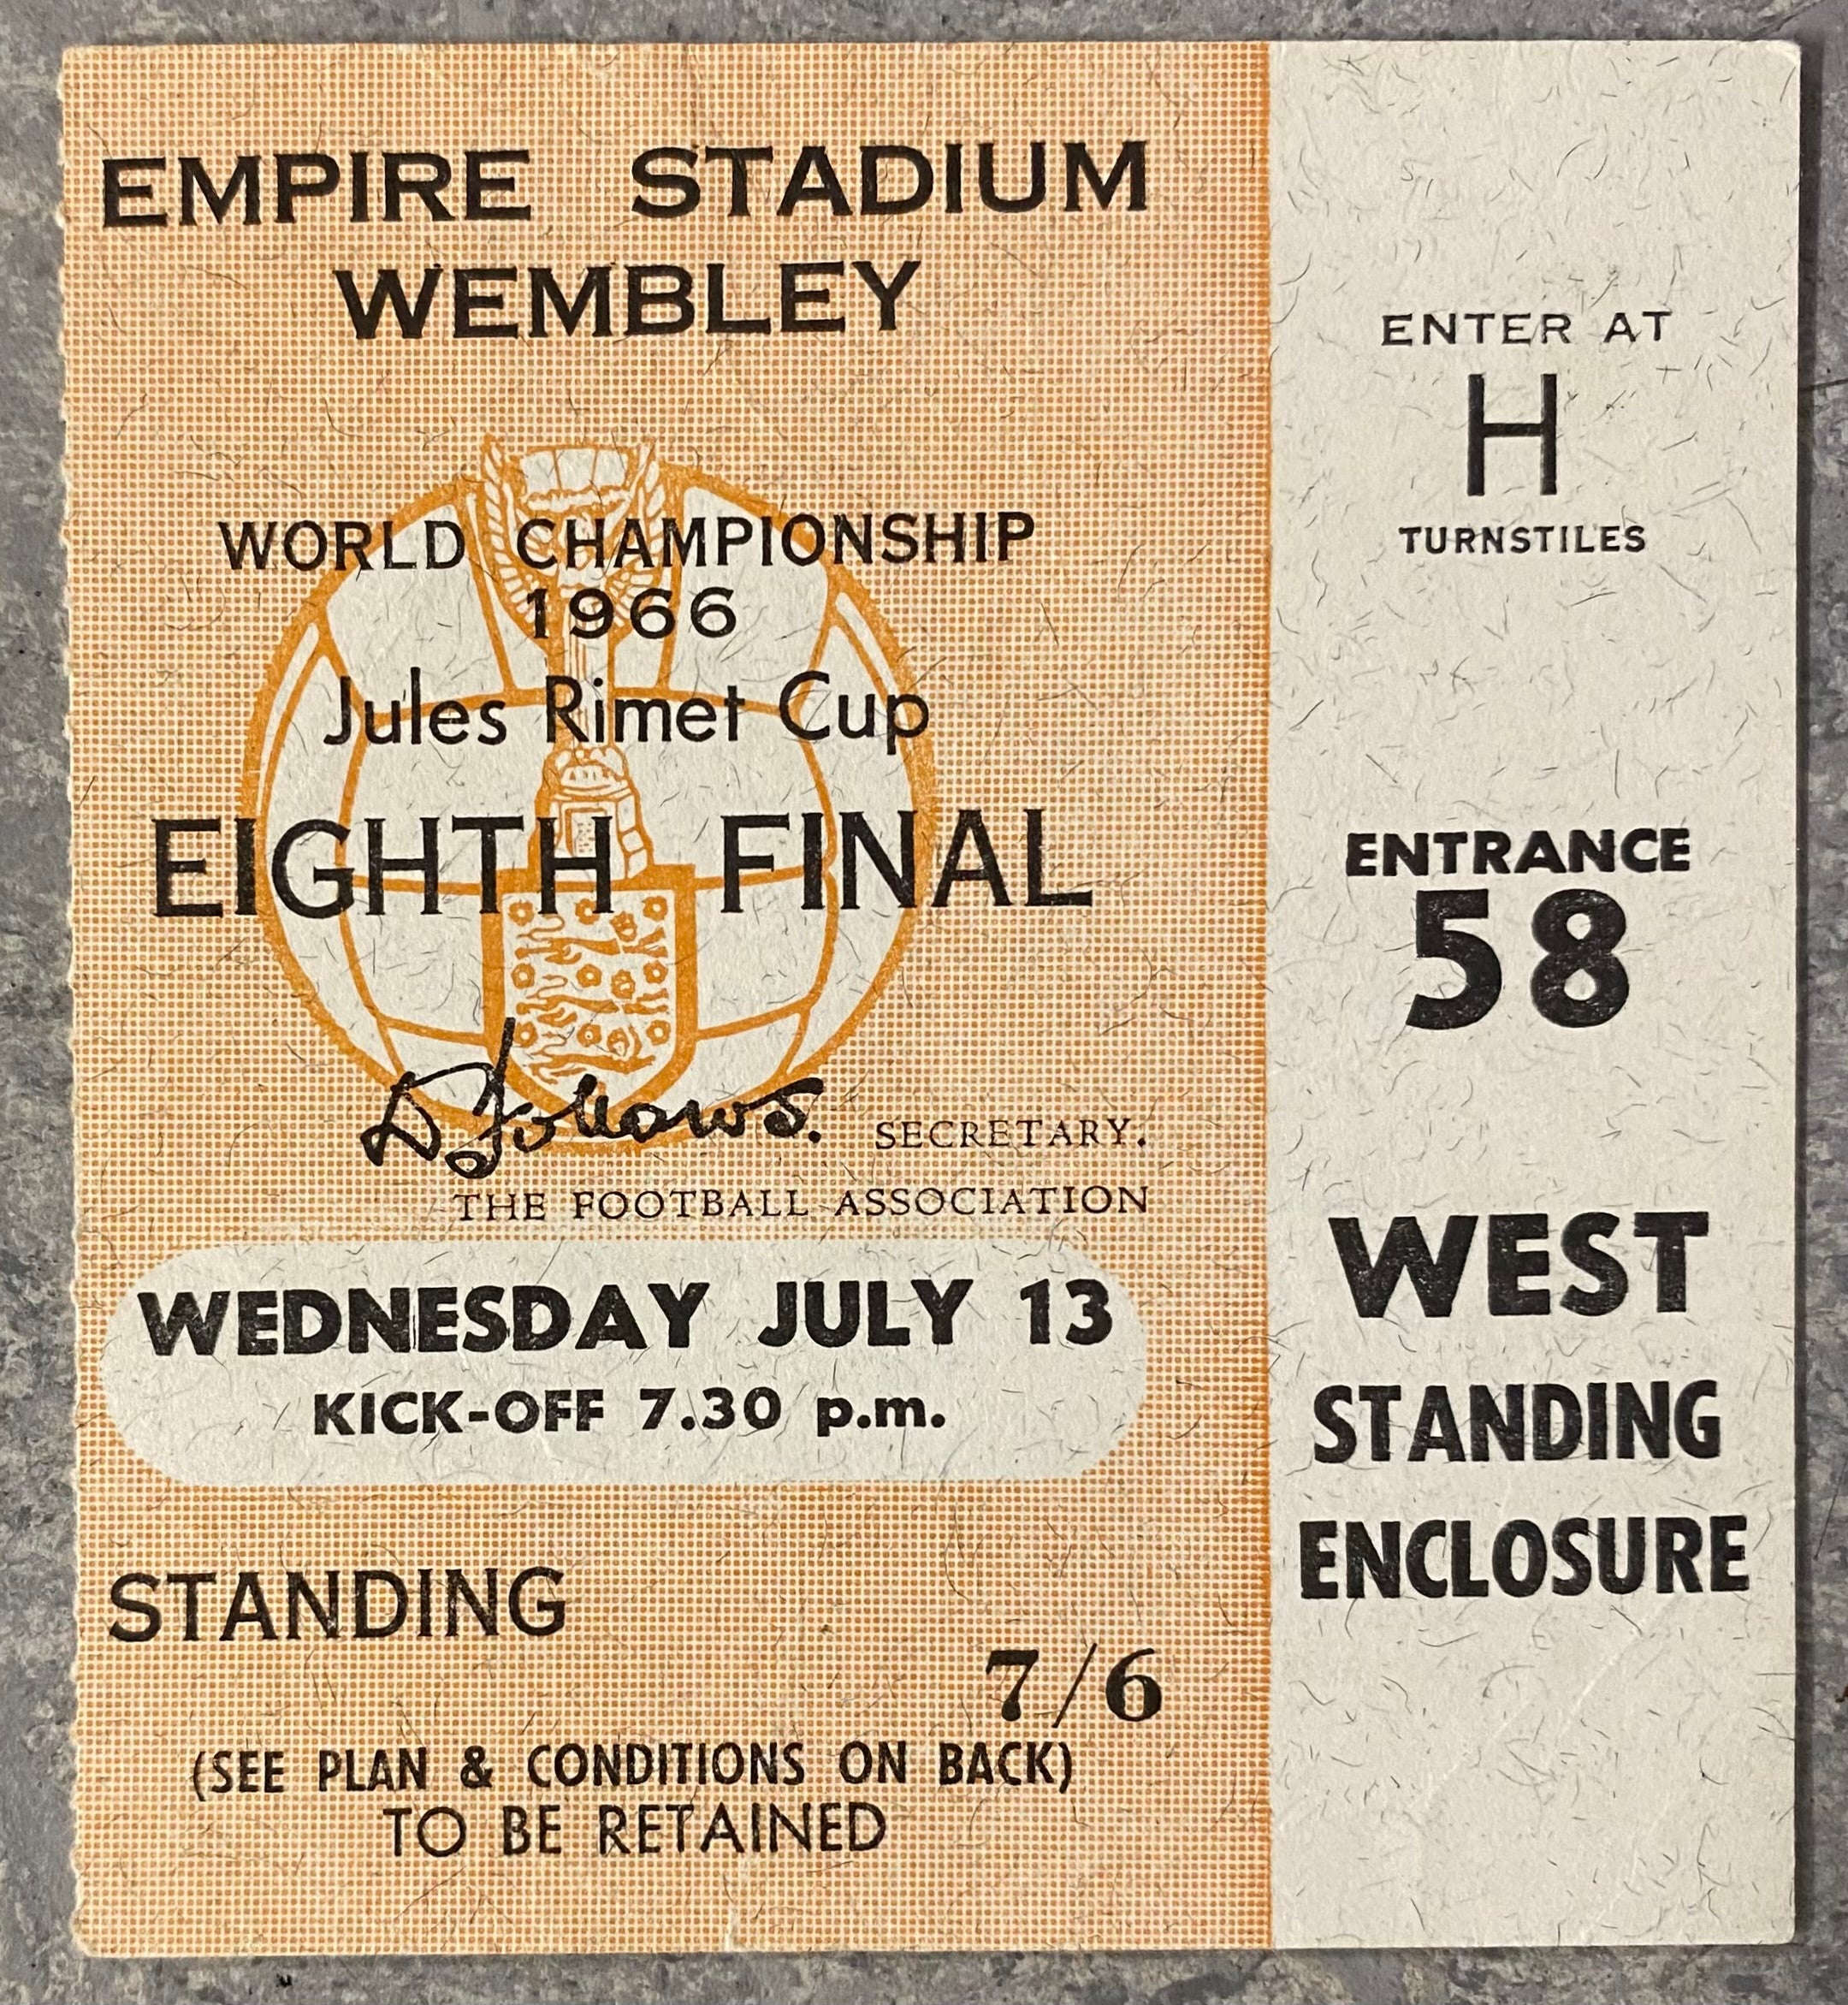 EMPIRE STADIUM
WEMBLEY
WORLD CHAMPIONSHIP
1966
Jules Rimet Cup
EIGHTH FINAL
D Follows.
SECRETARY.
THE FOOTBALL ASSOCIATION
WEDNESDAY JULY 13
KICK-OFF 7.30 p.m.
STANDING
7/6
(SEE PLAN & CONDITIONS ON BACK)
TO BE RETAINED
ENTER AT
H
TURNSTILES
ENTRANCE
58
WEST
STANDING
ENCLOSURE